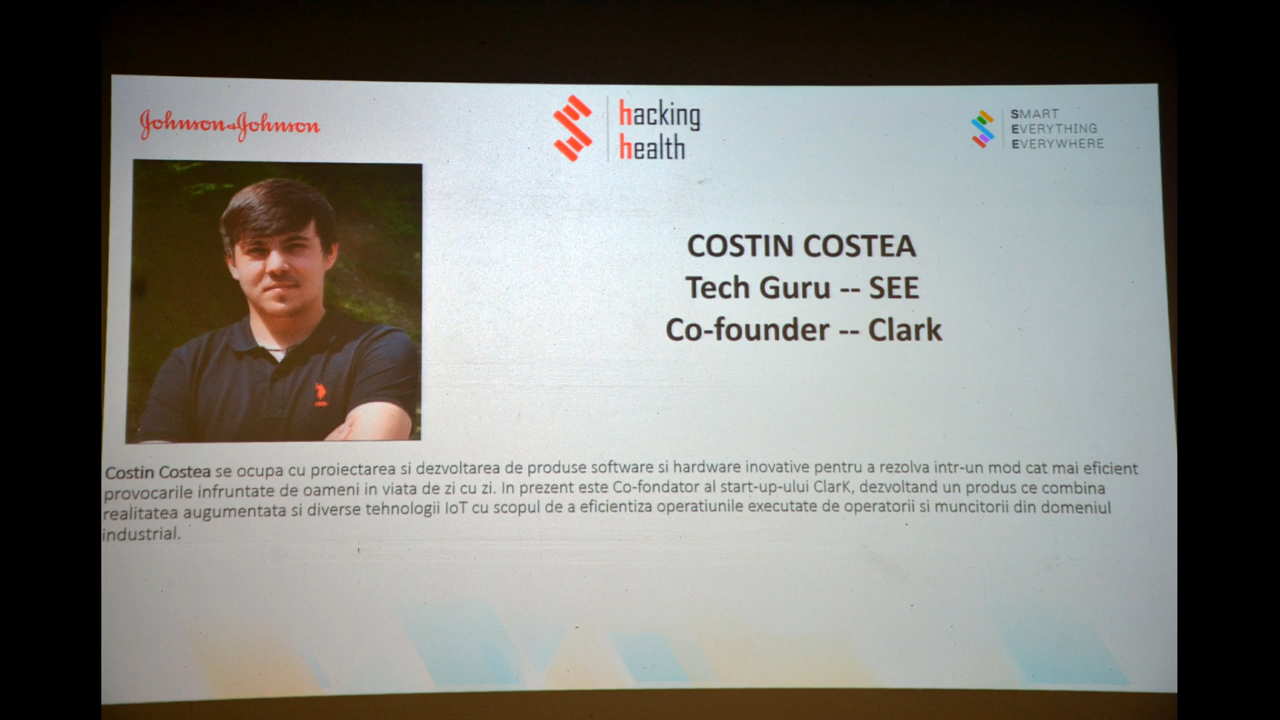 Johnson&Johnson
hacking
health
SMART
EVERYTHING
EVERYWHERE
COSTIN COSTEA
Tech Guru -- SEE
Co-founder -- Clark
Costin Costea se ocupa cu proiectarea si dezvoltarea de produse software si hardware inovative pentru a rezolva intr-un mod cat mai eficient
provocarile infruntate de oameni in viata de zi cu zi. In prezent este Co-fondator al start-up-ului ClarK, dezvoltand un produs ce combina
realitatea augumentata si diverse tehnologii IoT cu scopul de a eficientiza operatiunile executate de operatorii si muncitorii din domeniul
industrial.